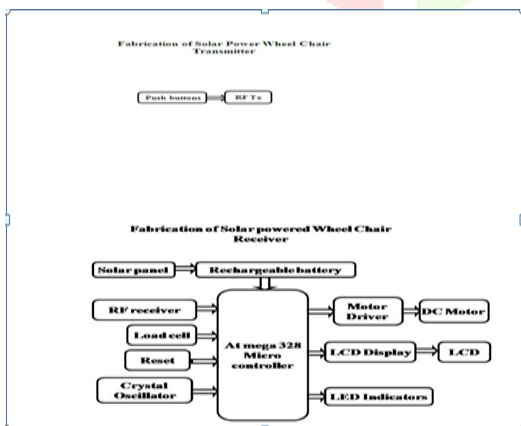 Fabrication of Solar Power Wheel Chair
Transmitter
Push buttons
RF Tx
Fabrication of Solar powered Wheel Chair
Receiver
Solar panel
Rechargeable battery
RF receiver
Load cell
Reset
Crystal
Oscillator
At mega 328
Micro
controller
Motor
Driver
DC Motor
LCD Display
LCD
LED Indicators